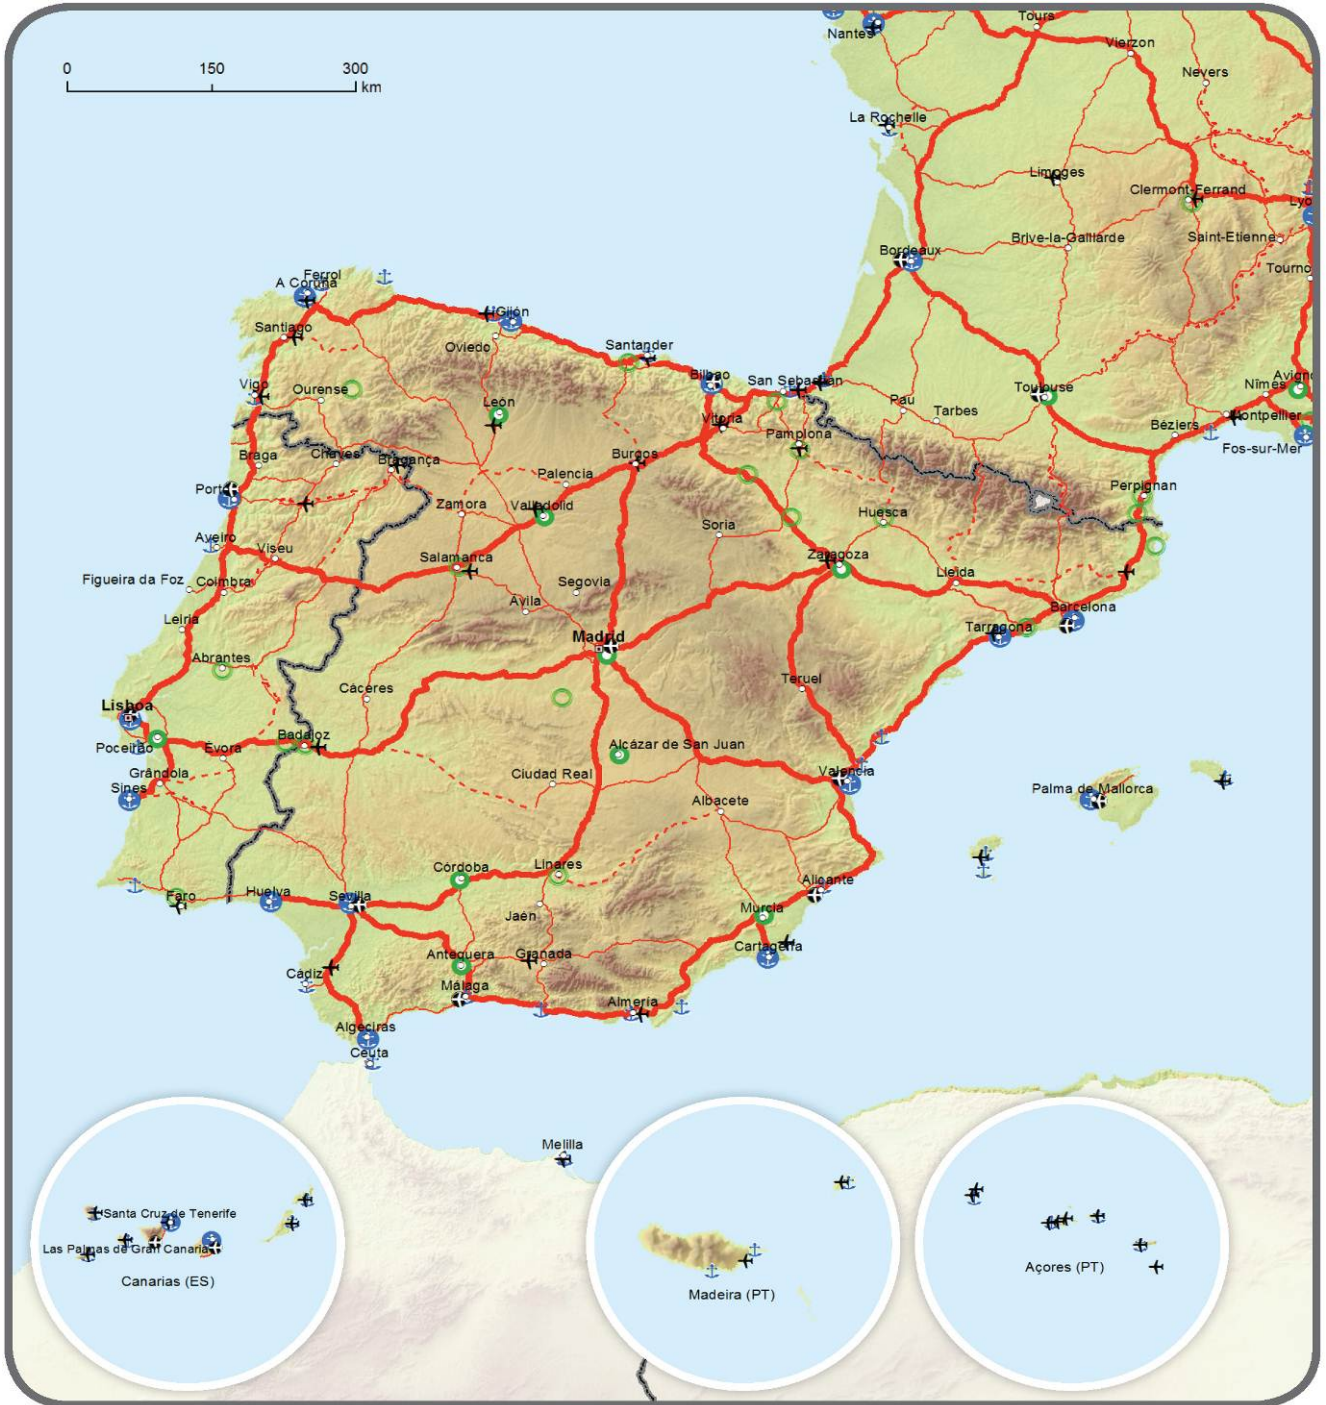 0 150 300
km
Tours
Nantes
Vierzon
Nevers
La Rochelle
Limoges
Clermont-Ferrand
Lyo
Bordeaux
Brive-la-Gaillarde
Saint-Etienne
Tourno
Ferrol
A Coruña
Gijón
Santiago
Oviedo
Santander
Bilbao
San Sebastián
Toulouse
Avign
Nîmes
Vigo
Ourense
León
Pau
Tarbes
Montpellier
Vitoria
Béziers
Pamplona
Fos-sur-Mer
Braga
Chaves
Bragança
Burgos
Palencia
Perpignan
Porto
Zamora
Valladolid
Huesca
Soria
Aveiro
Viseu
Salamanca
Zaragoza
Lleida
Figueira da Foz
Coimbra
Segovia
Ávila
Barcelona
Leiria
Madrid
Tarragona
Abrantes
Teruel
Cáceres
Lisboa
Badajoz
Poceirão
Évora
Alcázar de San Juan
Grândola
Ciudad Real
Valencia
Sines
Palma de Mallorca
Albacete
Córdoba
Linares
Faro
Huelva
Sevilla
Alicante
Jaén
Murcia
Cartagena
Antequera
Granada
Cádiz
Málaga
Almería
Algeciras
Ceuta
Melilla
Santa Cruz de Tenerife
Las Palmas de Gran Canaria
Canarias (ES)
Madeira (PT)
Açores (PT)